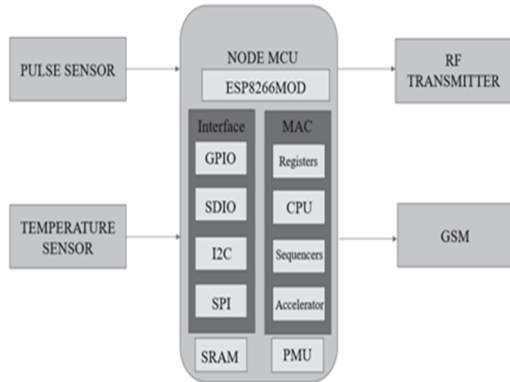 PULSE SENSOR
TEMPERATURE
SENSOR
NODE MCU
ESP8266MOD
Interface
GPIO
SDIO
I2C
SPI
MAC
Registers
CPU
Sequencers
Accelerator
SRAM
PMU
RF
TRANSMITTER
GSM